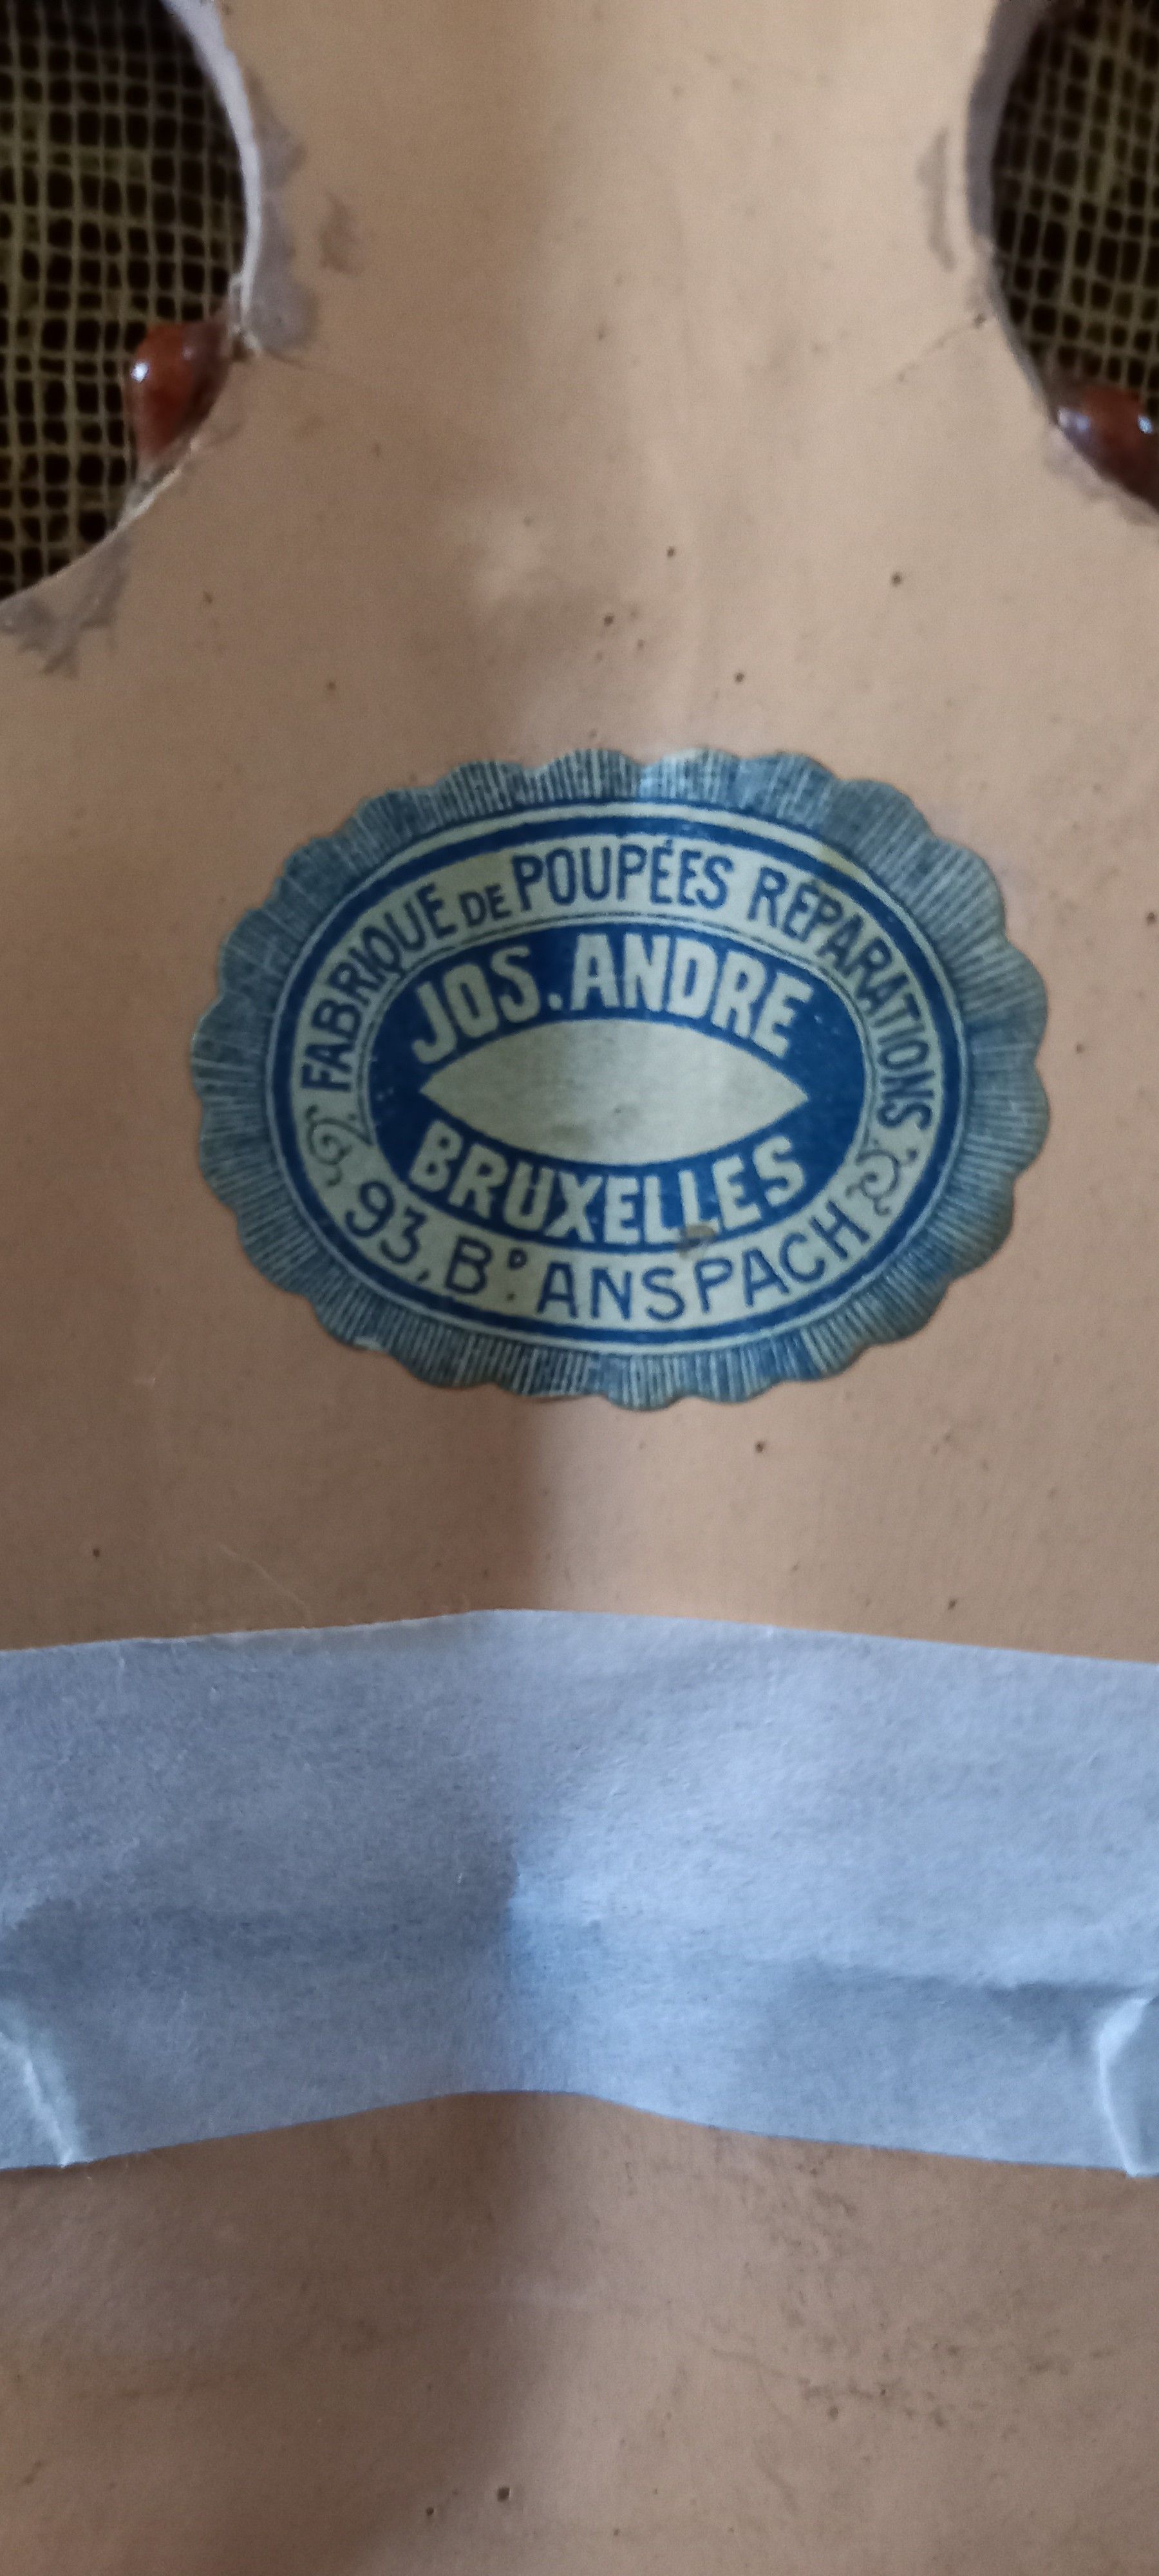 FABRIQUE DE POUPÉES RÉPARATIONS
JOS. ANDRE
BRUXELLES
93, Bᴰ. ANSPACH